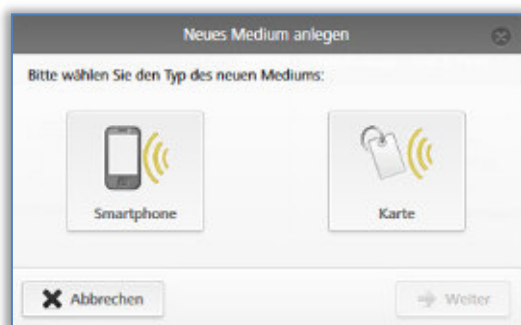 Neues Medium anlegen
Bitte wählen Sie den Typ des neuen Mediums:
Smartphone
Karte
Abbrechen
Weiter